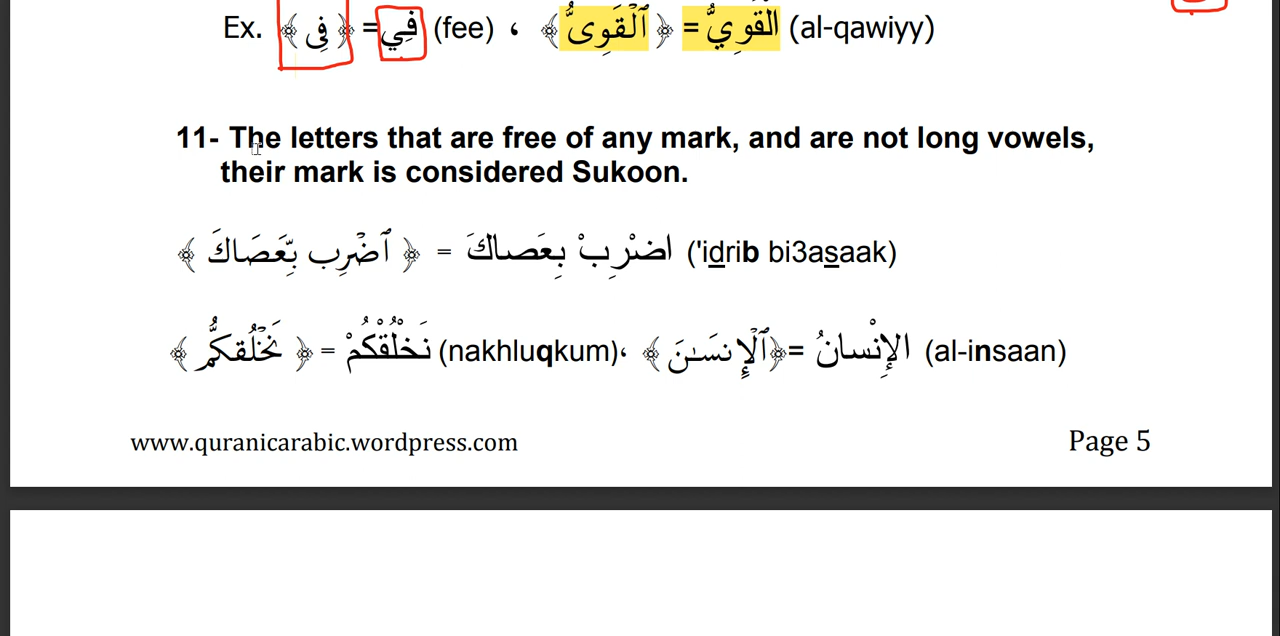 Ex. ﴿ فِى ﴾ = فِي (fee) ، ﴿ ٱلْقَوِىُّ ﴾ = القَوِيُّ (al-qawiyy)
11- The letters that are free of any mark, and are not long vowels,
their mark is considered Sukoon.
﴿ ٱضْرِب بِّعَصَاكَ ﴾ = اضْرِبْ بِعَصاكَ ('idrib bi3asaak)
﴿ نَخْلُقكُّم ﴾ = نَخْلُقْكُمْ (nakhluqkum)، ﴿ ٱلْإِنسَـٰنَ ﴾ = الإِنْسانُ (al-insaan)
www.quranicarabic.wordpress.com Page 5